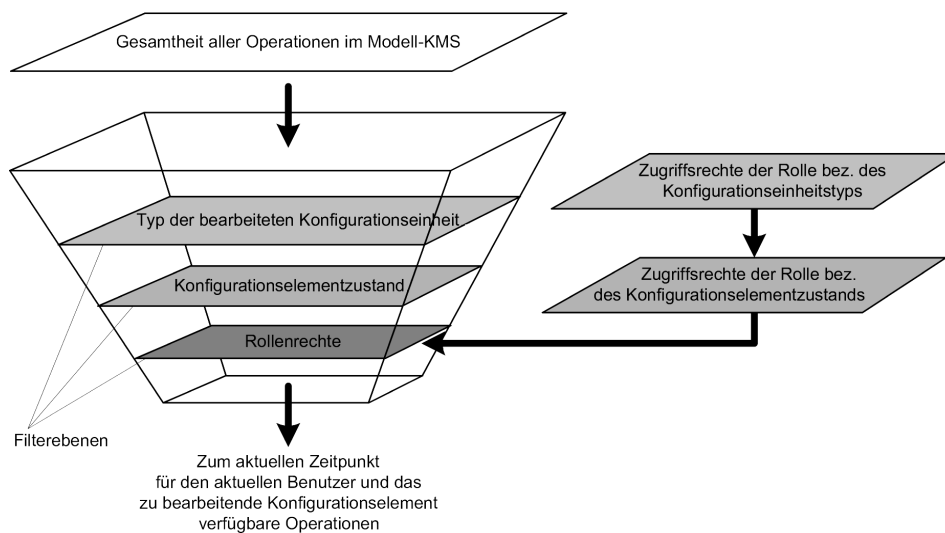 Gesamtheit aller Operationen im Modell-KMS
Zugriffsrechte der Rolle bez. des
Konfigurationseinheitstyps
Typ der bearbeiteten Konfigurationseinheit
Zugriffsrechte der Rolle bez.
des Konfigurationselementzustands
Konfigurationselementzustand
Rollenrechte
Filterebenen
Zum aktuellen Zeitpunkt
für den aktuellen Benutzer und das
zu bearbeitende Konfigurationselement
verfügbare Operationen